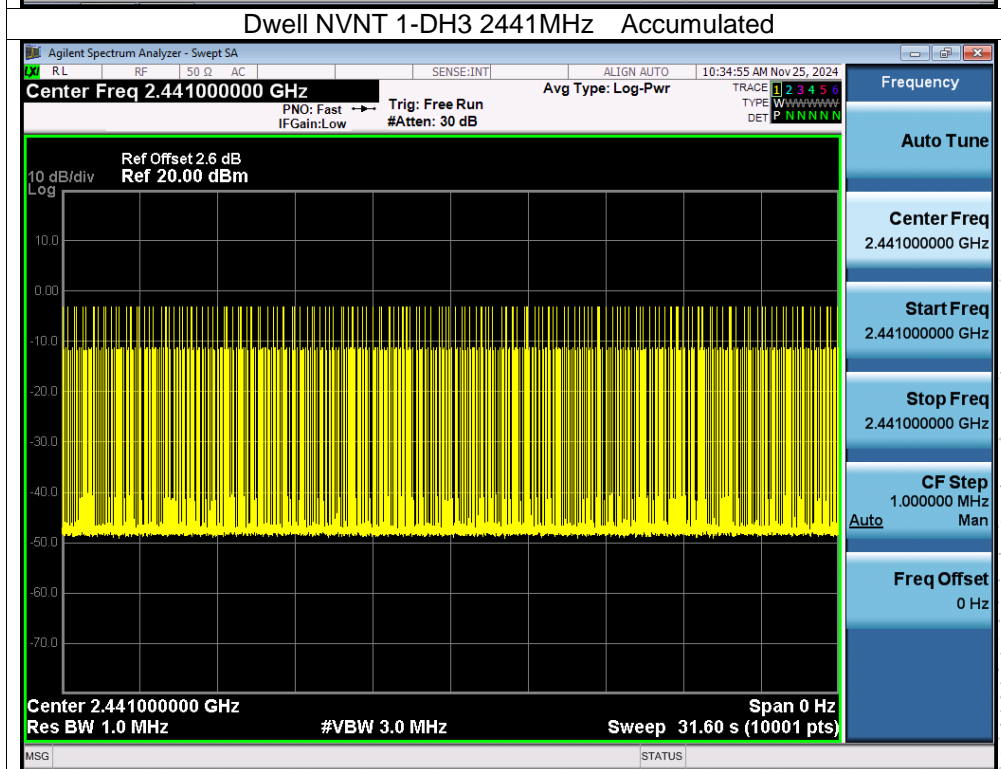 Dwell NVNT 1-DH3 2441MHz Accumulated
Agilent Spectrum Analyzer - Swept SA
LXI RL RF 50 Ω AC SENSE:INT ALIGN AUTO 10:34:55 AM Nov 25, 2024
Center Freq 2.441000000 GHz
PNO: Fast
IFGain:Low
Trig: Free Run
#Atten: 30 dB
Avg Type: Log-Pwr
TRACE 1 2 3 4 5 6
TYPE WWWWWWW
DET P N N N N N
Ref Offset 2.6 dB
10 dB/div Ref 20.00 dBm
Log
10.0
0.00
-10.0
-20.0
-30.0
-40.0
-50.0
-60.0
-70.0
Center 2.441000000 GHz Span 0 Hz
Res BW 1.0 MHz #VBW 3.0 MHz Sweep 31.60 s (10001 pts)
MSG STATUS
Frequency
Auto Tune
Center Freq
2.441000000 GHz
Start Freq
2.441000000 GHz
Stop Freq
2.441000000 GHz
CF Step
1.000000 MHz
Auto Man
Freq Offset
0 Hz